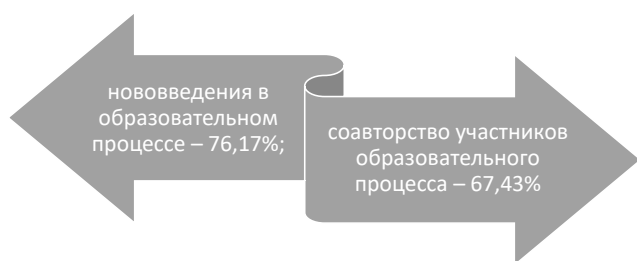 нововведения в
образовательном
процессе – 76,17%;
соавторство участников
образовательного
процесса – 67,43%